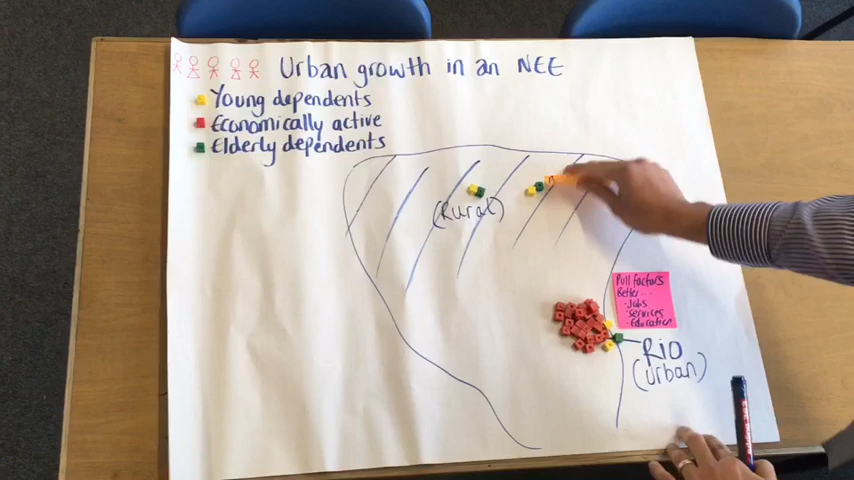 Urban growth in an NEE
Young dependents
Economically active
Elderly dependents
(Rural)
Pull factors
Better...
· Jobs
· Services
· Education
RIO
(urban)